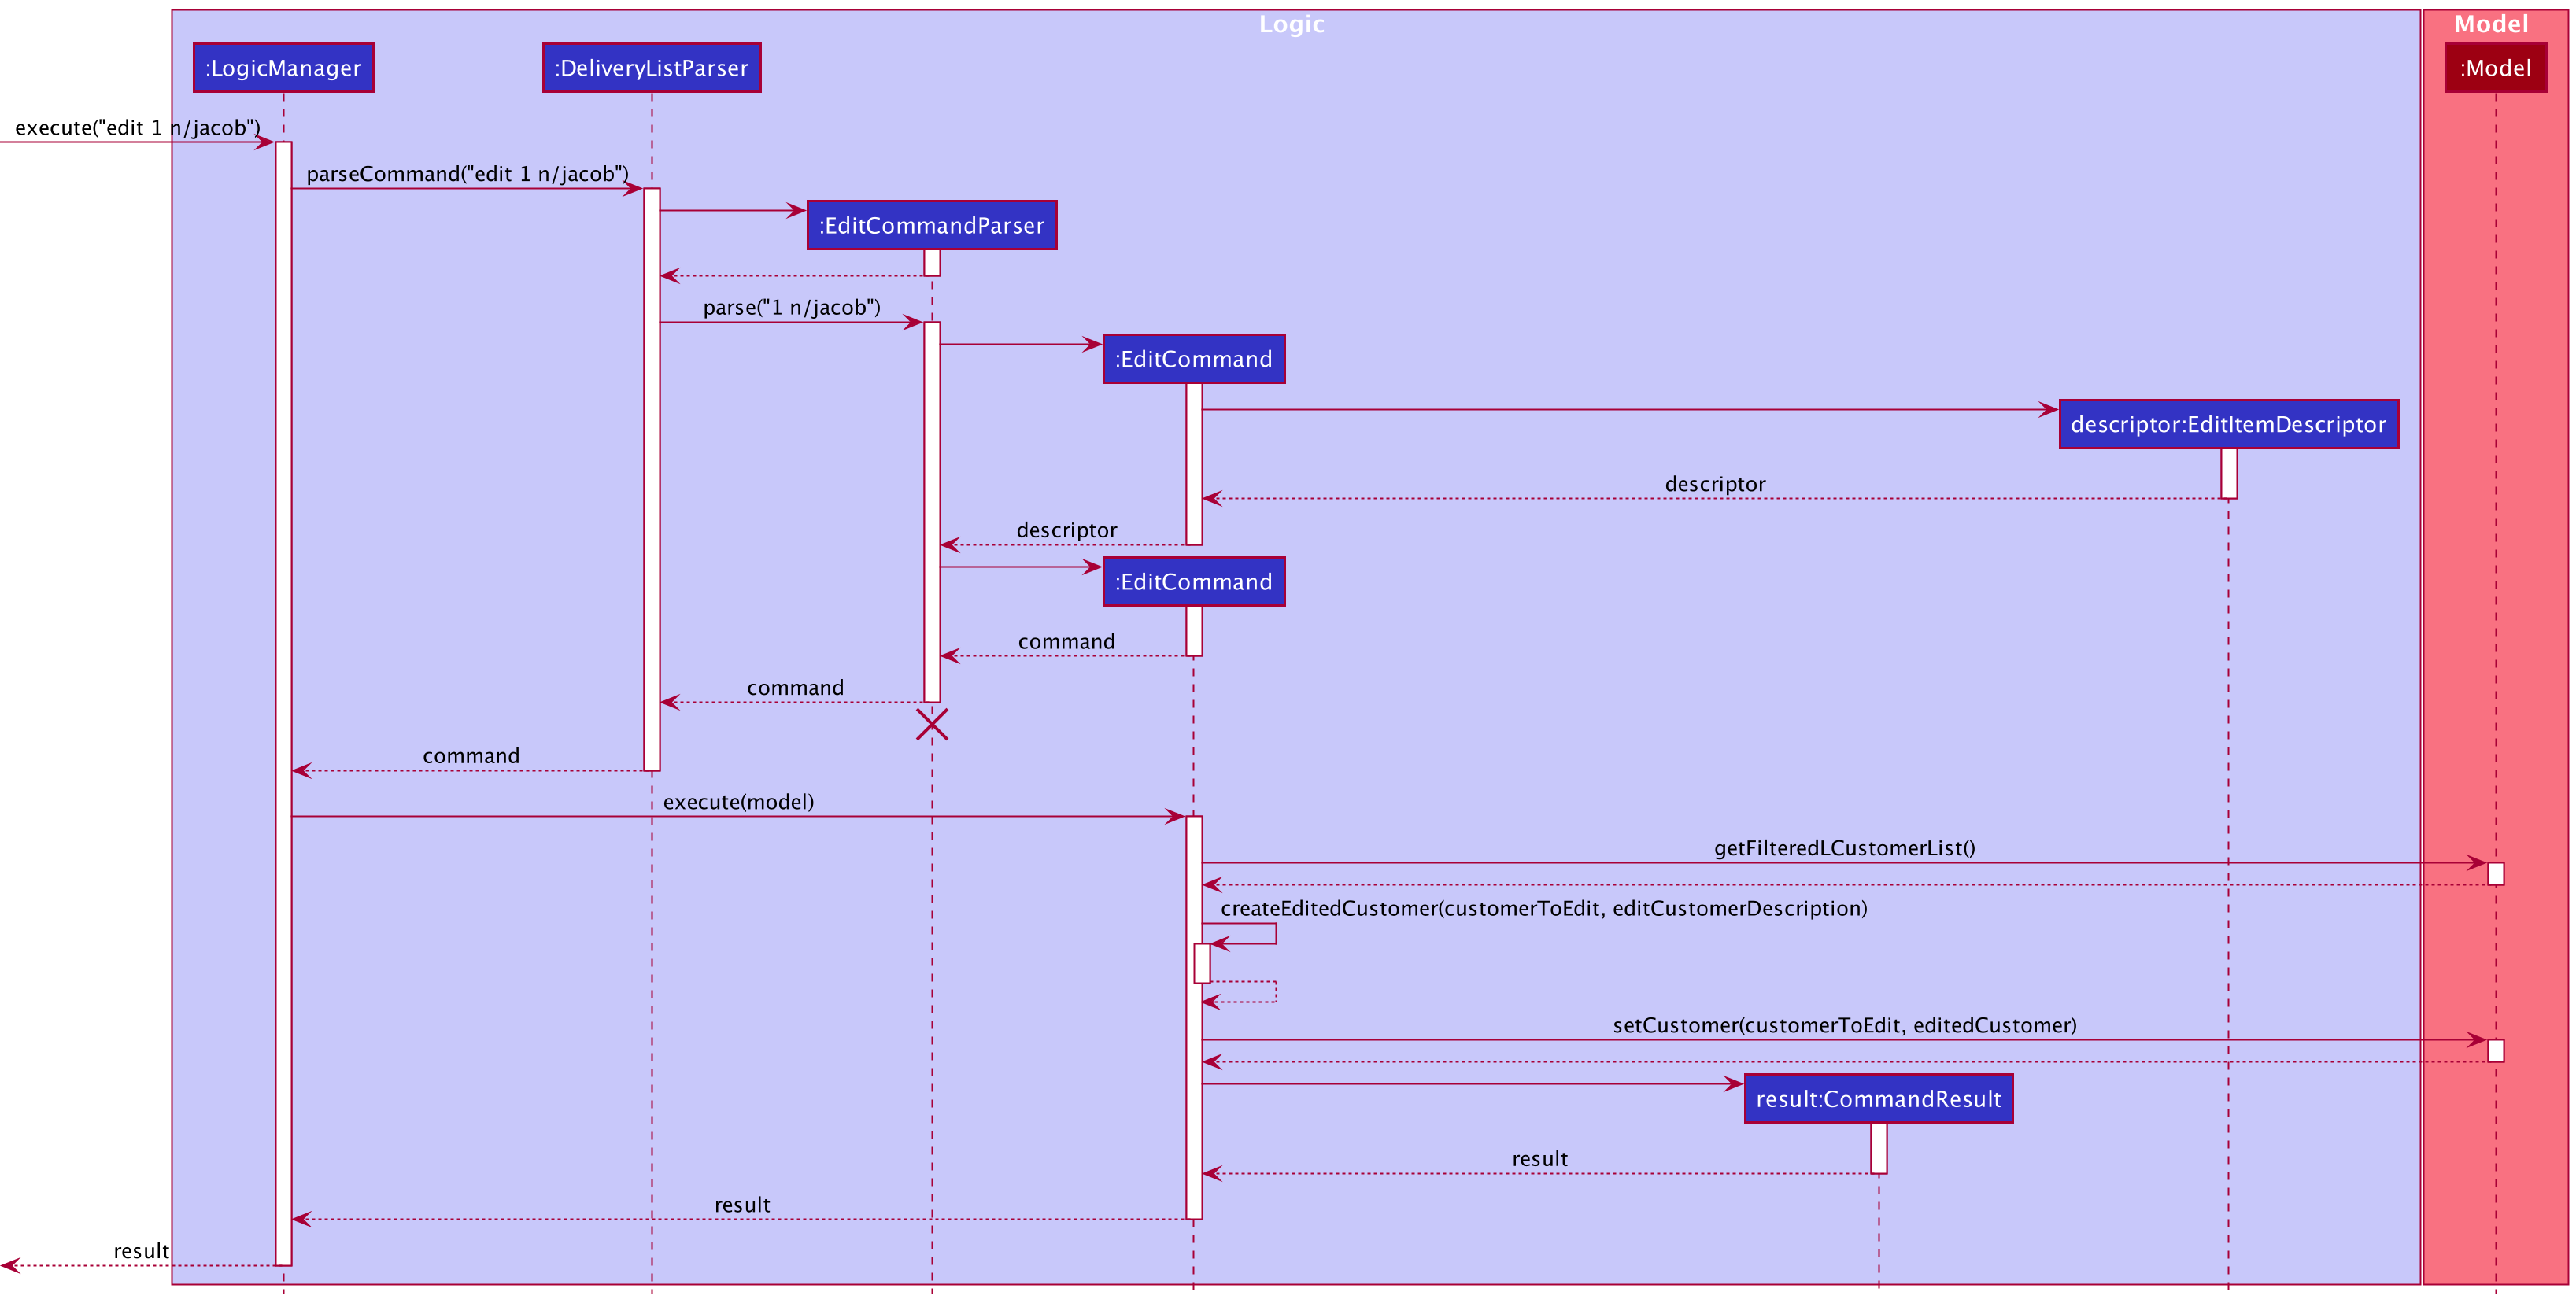 Logic
Model
:LogicManager
:DeliveryListParser
:Model
execute("edit 1 n/jacob")
parseCommand("edit 1 n/jacob")
:EditCommandParser
parse("1 n/jacob")
:EditCommand
descriptor:EditItemDescriptor
descriptor
descriptor
:EditCommand
command
command
command
execute(model)
getFilteredLCustomerList()
createEditedCustomer(customerToEdit, editCustomerDescription)
setCustomer(customerToEdit, editedCustomer)
result:CommandResult
result
result
result